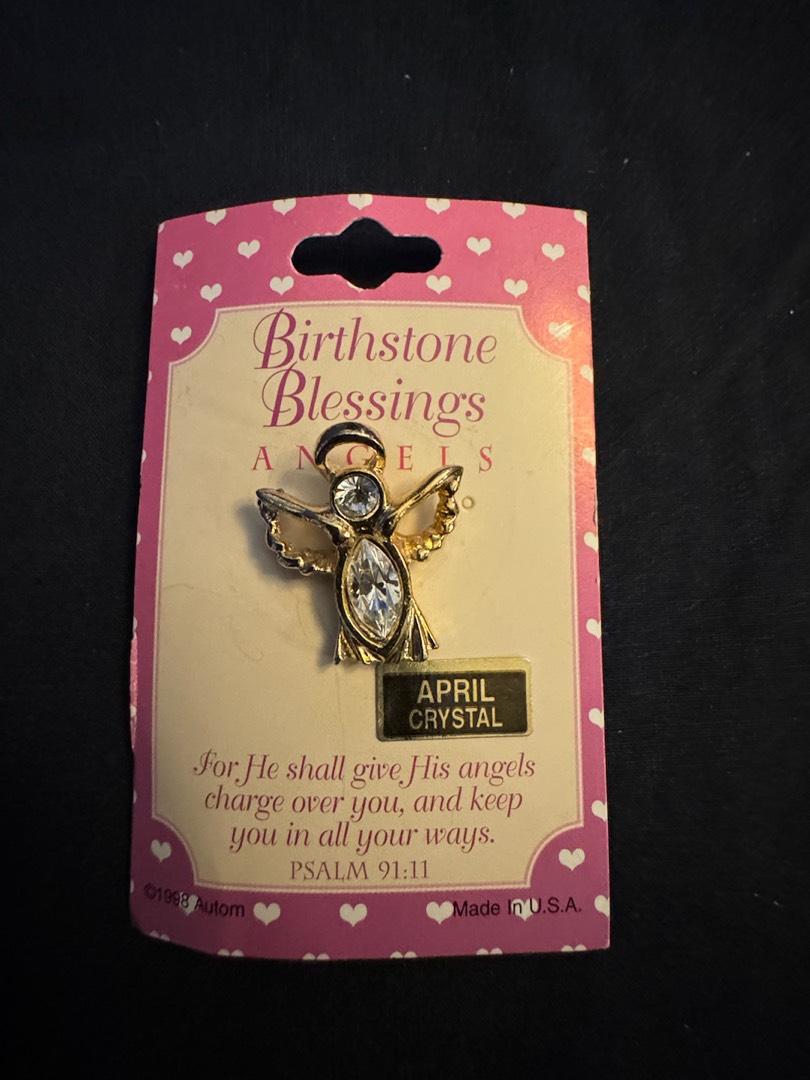 Birthstone
Blessings
ANGELS
APRIL
CRYSTAL
For He shall give His angels
charge over you, and keep
you in all your ways.
PSALM 91:11
©1998 Autom
Made In U.S.A.